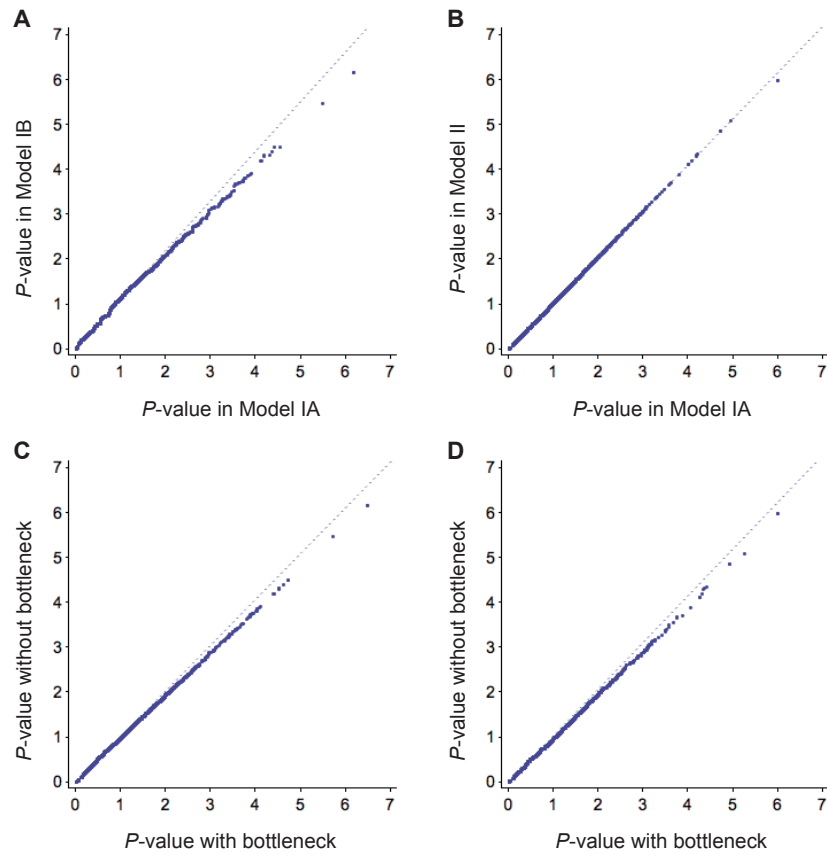 A
7
6
5
4
3
2
1
0
P-value in Model IB
0 1 2 3 4 5 6 7
P-value in Model IA
B
7
6
5
4
3
2
1
0
P-value in Model II
0 1 2 3 4 5 6 7
P-value in Model IA
C
7
6
5
4
3
2
1
0
P-value without bottleneck
0 1 2 3 4 5 6 7
P-value with bottleneck
D
7
6
5
4
3
2
1
0
P-value without bottleneck
0 1 2 3 4 5 6 7
P-value with bottleneck